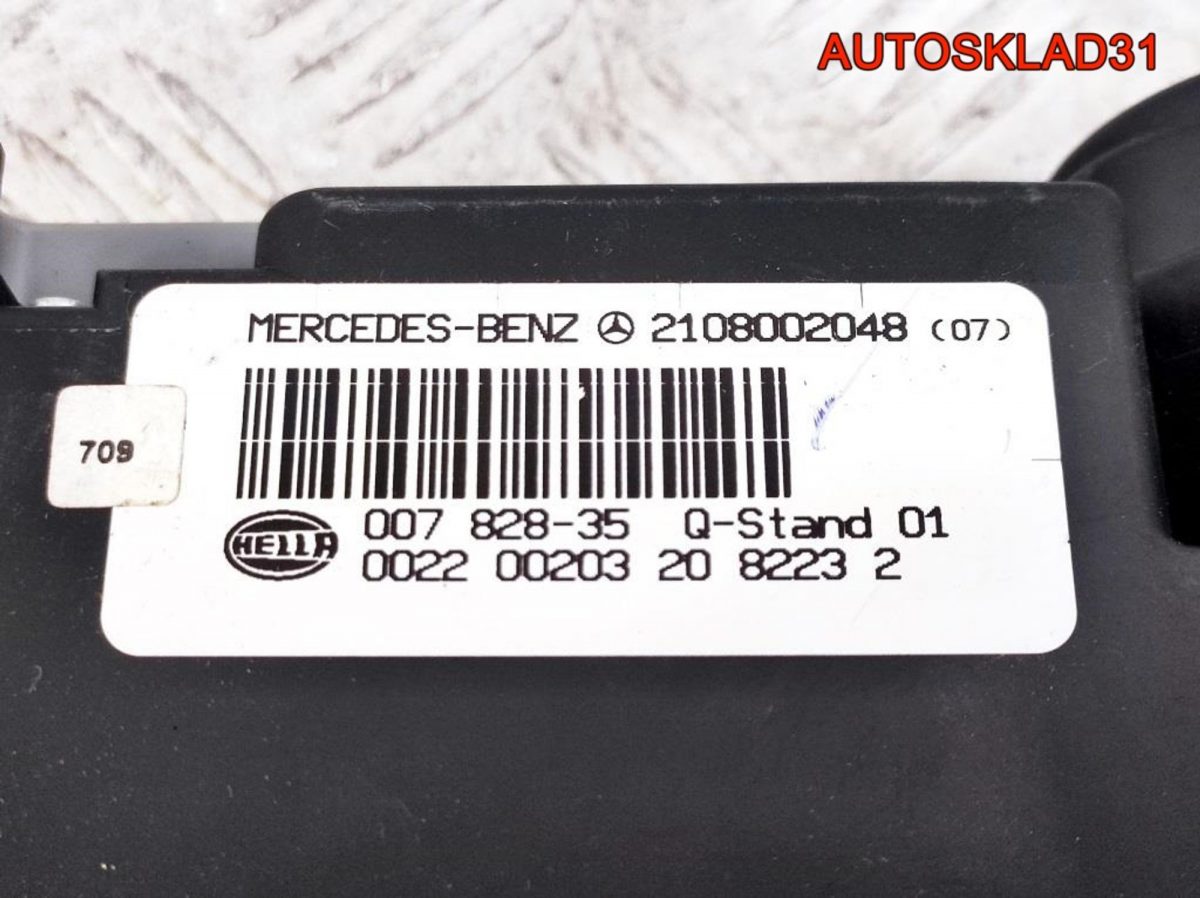 AUTOSKLAD31
MERCEDES-BENZ 2108002048 (07)
709
HELLA 007 828-35 Q-Stand 01
0022 00203 20 8223 2